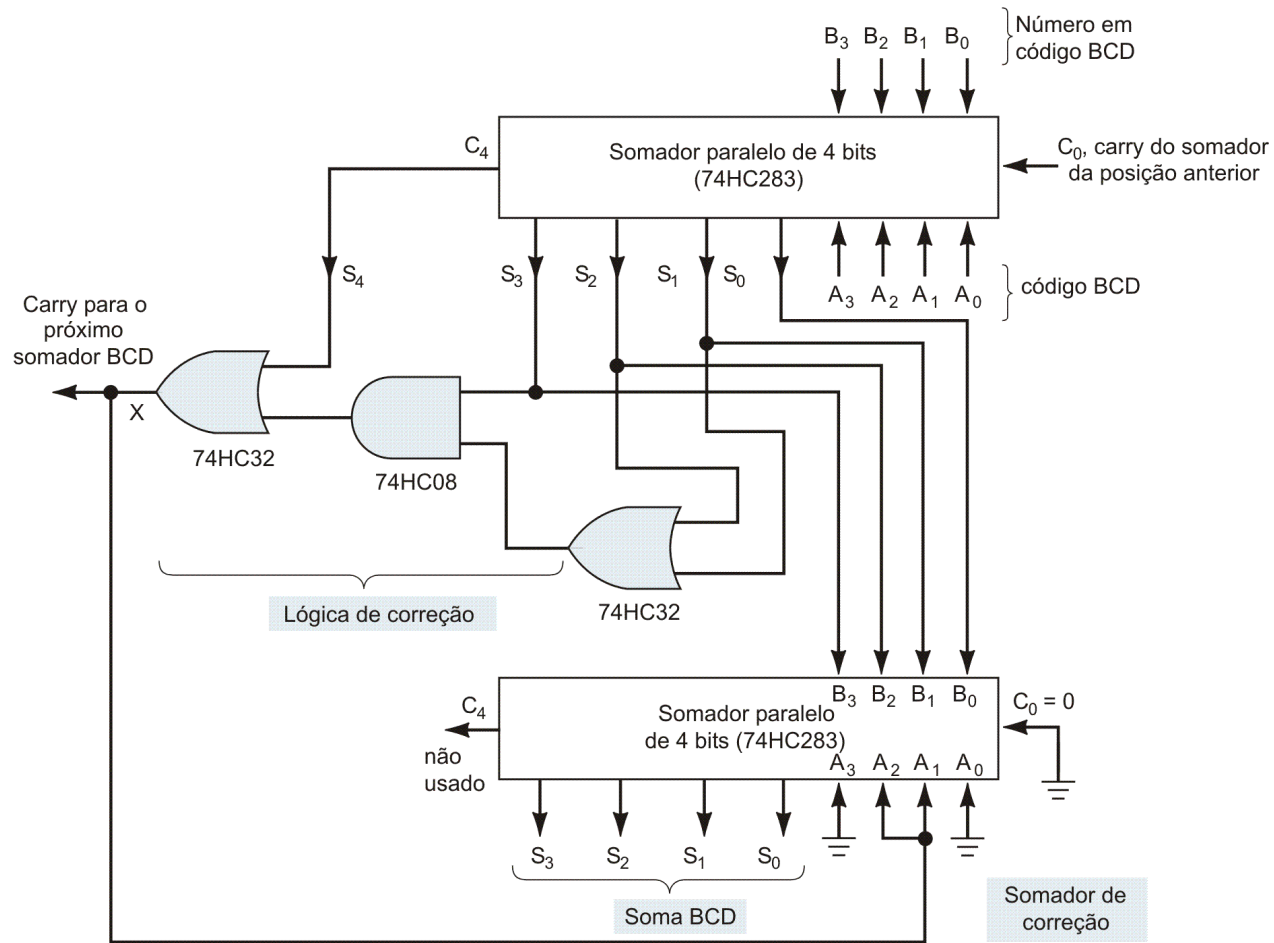 B3 B2 B1 B0
Número em
código BCD
C4
Somador paralelo de 4 bits
(74HC283)
C0, carry do somador
da posição anterior
S4
S3
S2
S1
S0
A3 A2 A1 A0
código BCD
Carry para o
próximo
somador BCD
X
74HC32
74HC08
74HC32
Lógica de correção
C4
não
usado
Somador paralelo
de 4 bits (74HC283)
B3 B2 B1 B0
C0 = 0
A3 A2 A1 A0
S3 S2 S1 S0
Soma BCD
Somador de
correção